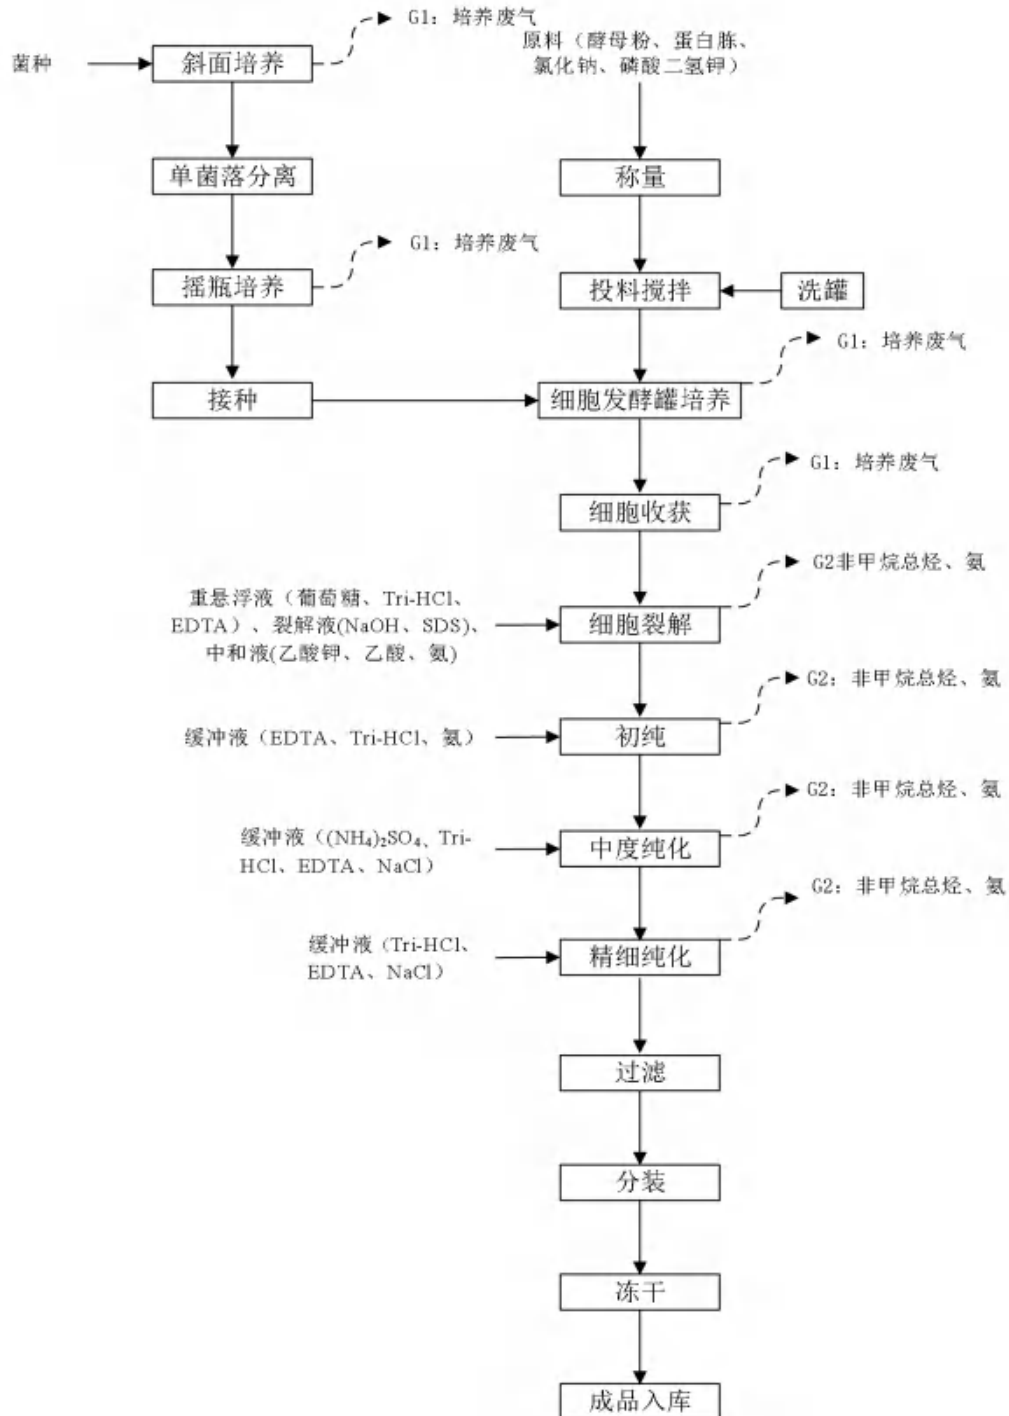 G1：培养废气
菌种
斜面培养
原料（酵母粉、蛋白胨、
氯化钠、磷酸二氢钾）
单菌落分离
称量
G1：培养废气
摇瓶培养
投料搅拌
洗罐
G1：培养废气
接种
细胞发酵罐培养
G1：培养废气
细胞收获
G2非甲烷总烃、氨
重悬浮液（葡萄糖、Tri-HCl、
EDTA）、裂解液(NaOH、SDS)、
中和液(乙酸钾、乙酸、氨)
细胞裂解
G2：非甲烷总烃、氨
缓冲液（EDTA、Tri-HCl、氨）
初纯
G2：非甲烷总烃、氨
缓冲液（(NH₄)₂SO₄、Tri-
HCl、EDTA、NaCl）
中度纯化
G2：非甲烷总烃、氨
缓冲液（Tri-HCl、
EDTA、NaCl）
精细纯化
过滤
分装
冻干
成品入库